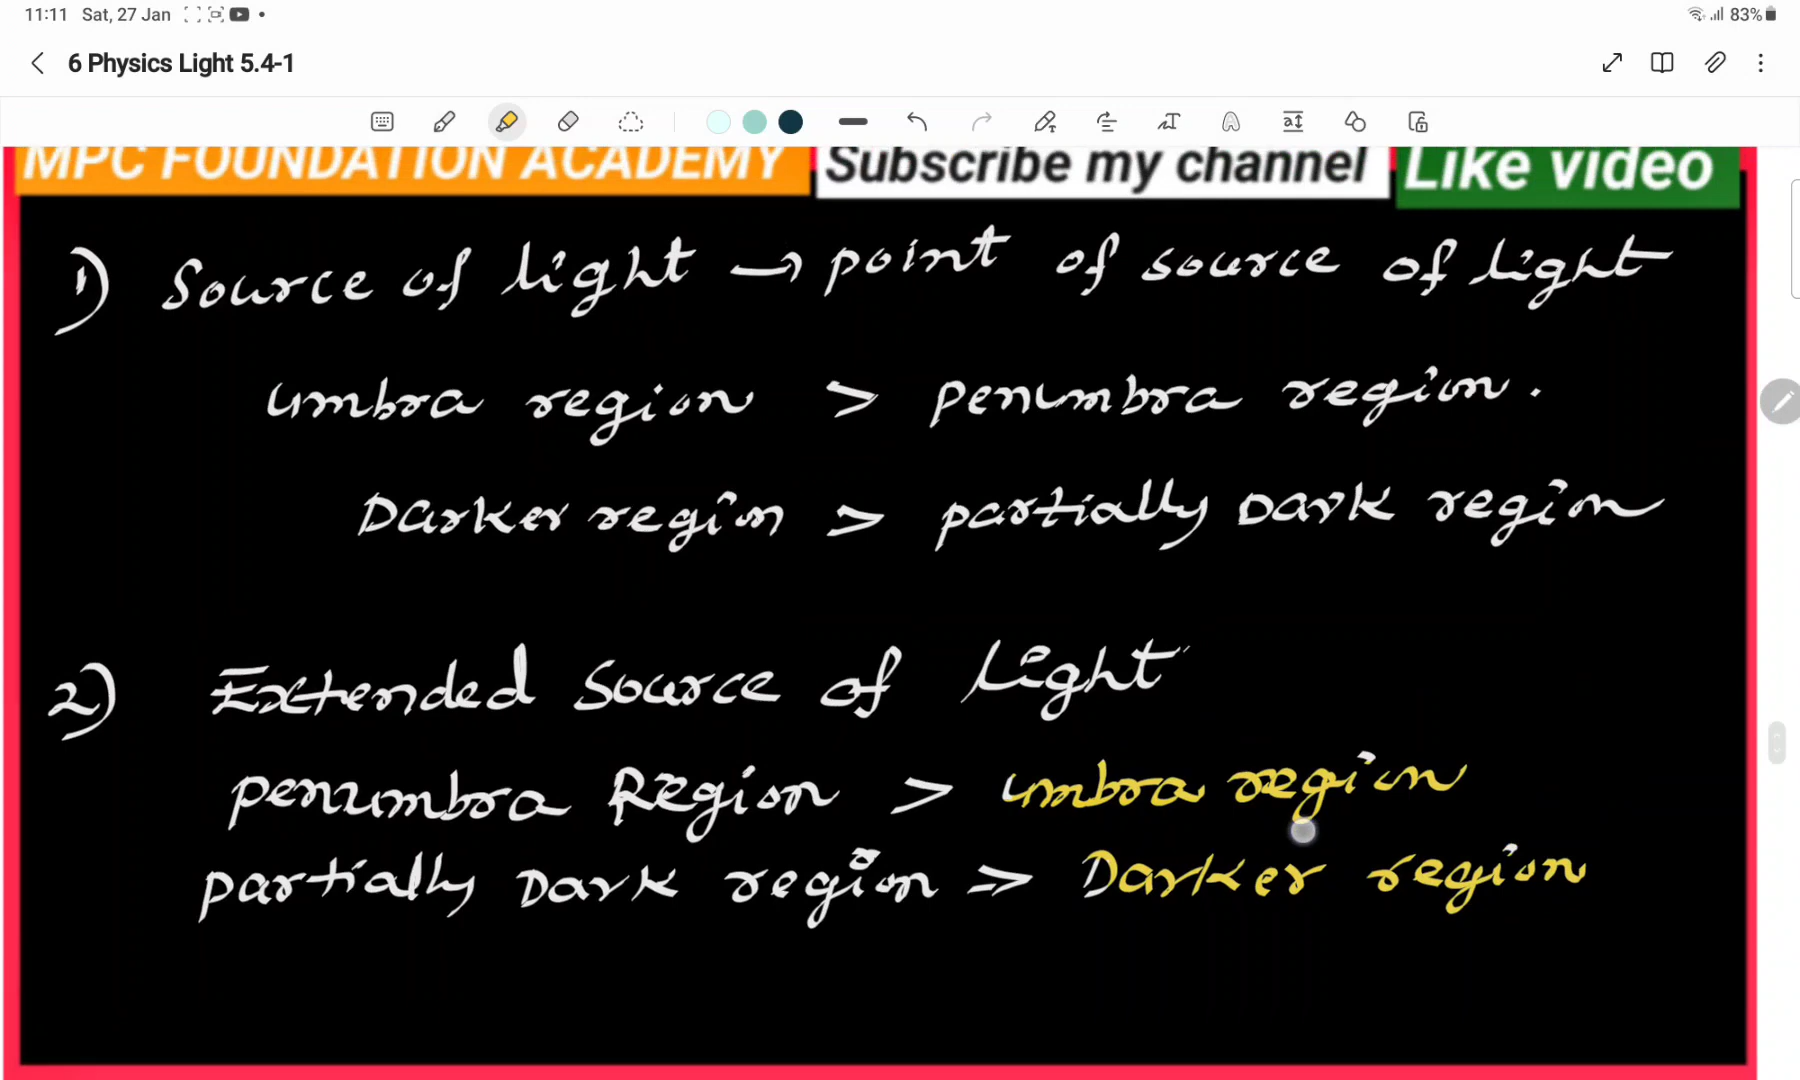 11:11 Sat, 27 Jan 83%
6 Physics Light 5.4-1
MPC FOUNDATION ACADEMY Subscribe my channel Like video
1) Source of light → point of source of light
umbra region > penumbra region.
Darker region > partially Dark region
2) Extended Source of Light
penumbra Region > umbra region
partially Dark region > Darker region